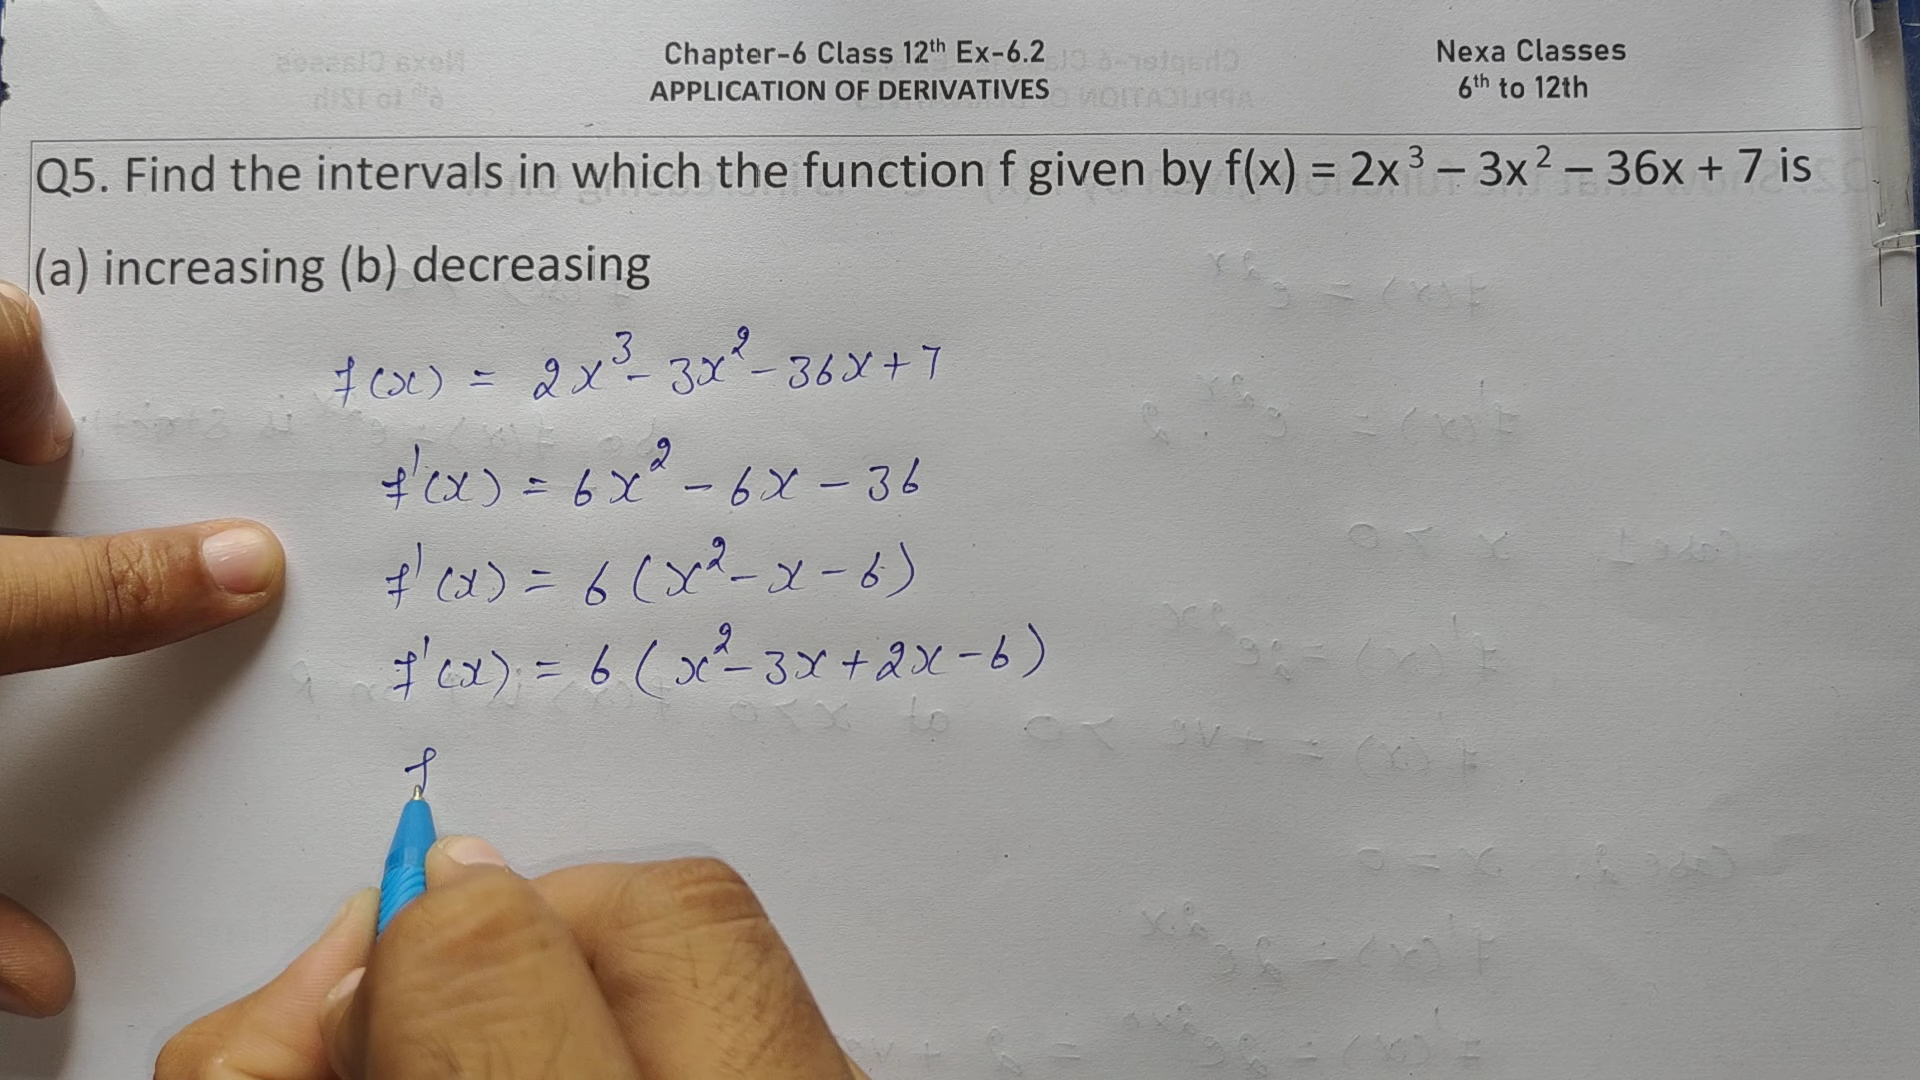 Chapter-6 Class 12th Ex-6.2
APPLICATION OF DERIVATIVES
Nexa Classes
6th to 12th
Q5. Find the intervals in which the function f given by f(x) = 2x³ – 3x² – 36x + 7 is
(a) increasing (b) decreasing
f(x) = 2x³ - 3x² - 36x + 7
f'(x) = 6x² - 6x - 36
f'(x) = 6(x² - x - 6)
f'(x) = 6(x² - 3x + 2x - 6)
f